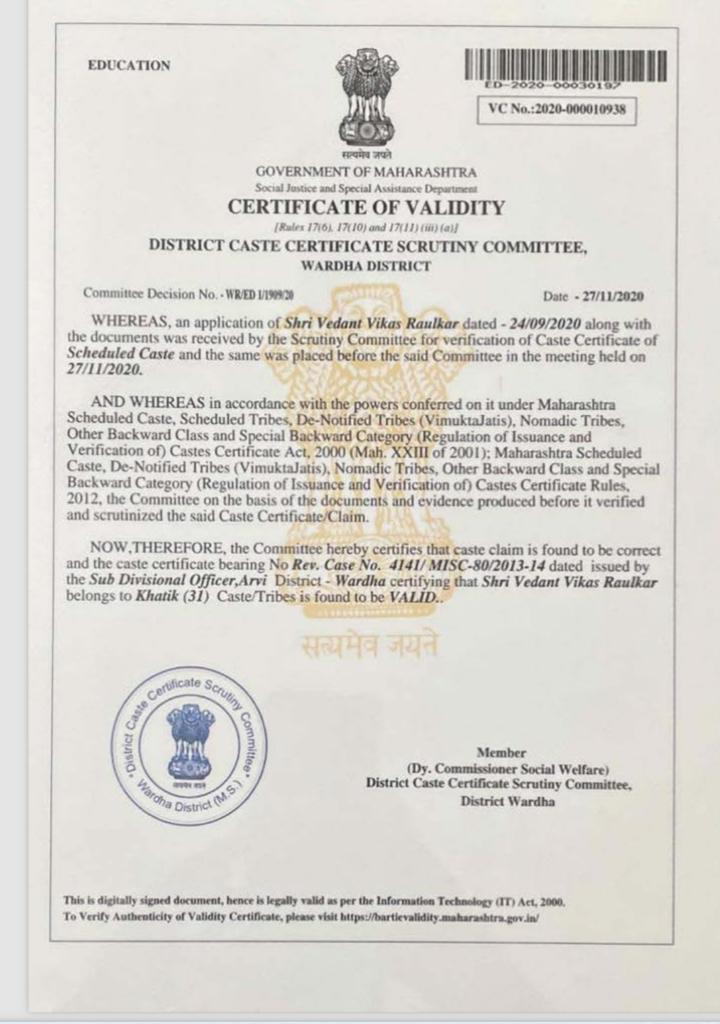 EDUCATION
ED-2020-00030197
VC No.:2020-000010938
सत्यमेव जयते
GOVERNMENT OF MAHARASHTRA
Social Justice and Special Assistance Department
CERTIFICATE OF VALIDITY
[Rules 17(6), 17(10) and 17(11) (iii) (a)]
DISTRICT CASTE CERTIFICATE SCRUTINY COMMITTEE,
WARDHA DISTRICT
Committee Decision No. - WR/ED 1/1909/20
Date - 27/11/2020
WHEREAS, an application of Shri Vedant Vikas Raulkar dated - 24/09/2020 along with
the documents was received by the Scrutiny Committee for verification of Caste Certificate of
Scheduled Caste and the same was placed before the said Committee in the meeting held on
27/11/2020.
AND WHEREAS in accordance with the powers conferred on it under Maharashtra
Scheduled Caste, Scheduled Tribes, De-Notified Tribes (VimuktaJatis), Nomadic Tribes,
Other Backward Class and Special Backward Category (Regulation of Issuance and
Verification of) Castes Certificate Act, 2000 (Mah. XXIII of 2001); Maharashtra Scheduled
Caste, De-Notified Tribes (VimuktaJatis), Nomadic Tribes, Other Backward Class and Special
Backward Category (Regulation of Issuance and Verification of) Castes Certificate Rules,
2012, the Committee on the basis of the documents and evidence produced before it verified
and scrutinized the said Caste Certificate/Claim.
NOW,THEREFORE, the Committee hereby certifies that caste claim is found to be correct
and the caste certificate bearing No Rev. Case No. 4141/ MISC-80/2013-14 dated issued by
the Sub Divisional Officer,Arvi District - Wardha certifying that Shri Vedant Vikas Raulkar
belongs to Khatik (31) Caste/Tribes is found to be VALID..
सत्यमेव जयते
District Caste Certificate Scrutiny Committee
सत्यमेव जयते
Wardha District (M.S.)
Member
(Dy. Commissioner Social Welfare)
District Caste Certificate Scrutiny Committee,
District Wardha
This is digitally signed document, hence is legally valid as per the Information Technology (IT) Act, 2000.
To Verify Authenticity of Validity Certificate, please visit https://bartievalidity.maharashtra.gov.in/